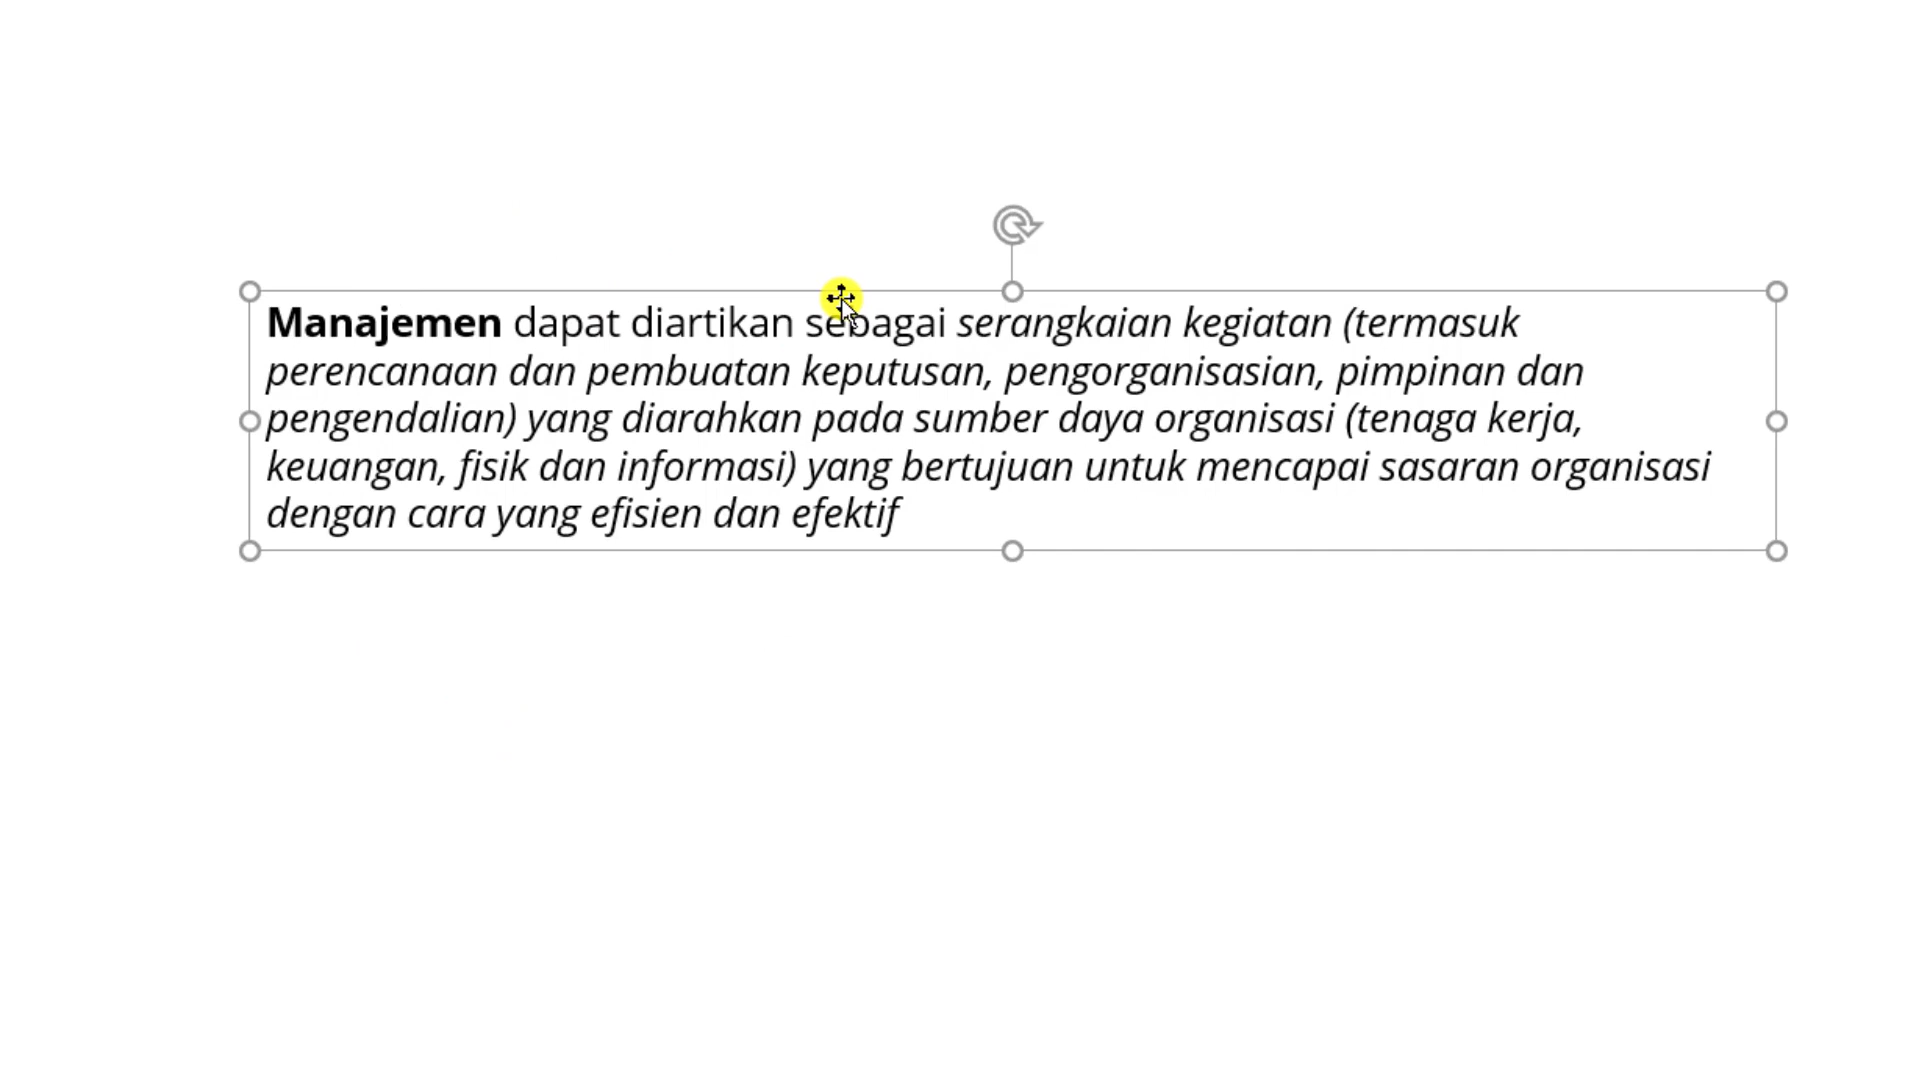 Manajemen dapat diartikan sebagai serangkaian kegiatan (termasuk
perencanaan dan pembuatan keputusan, pengorganisasian, pimpinan dan
pengendalian) yang diarahkan pada sumber daya organisasi (tenaga kerja,
keuangan, fisik dan informasi) yang bertujuan untuk mencapai sasaran organisasi
dengan cara yang efisien dan efektif